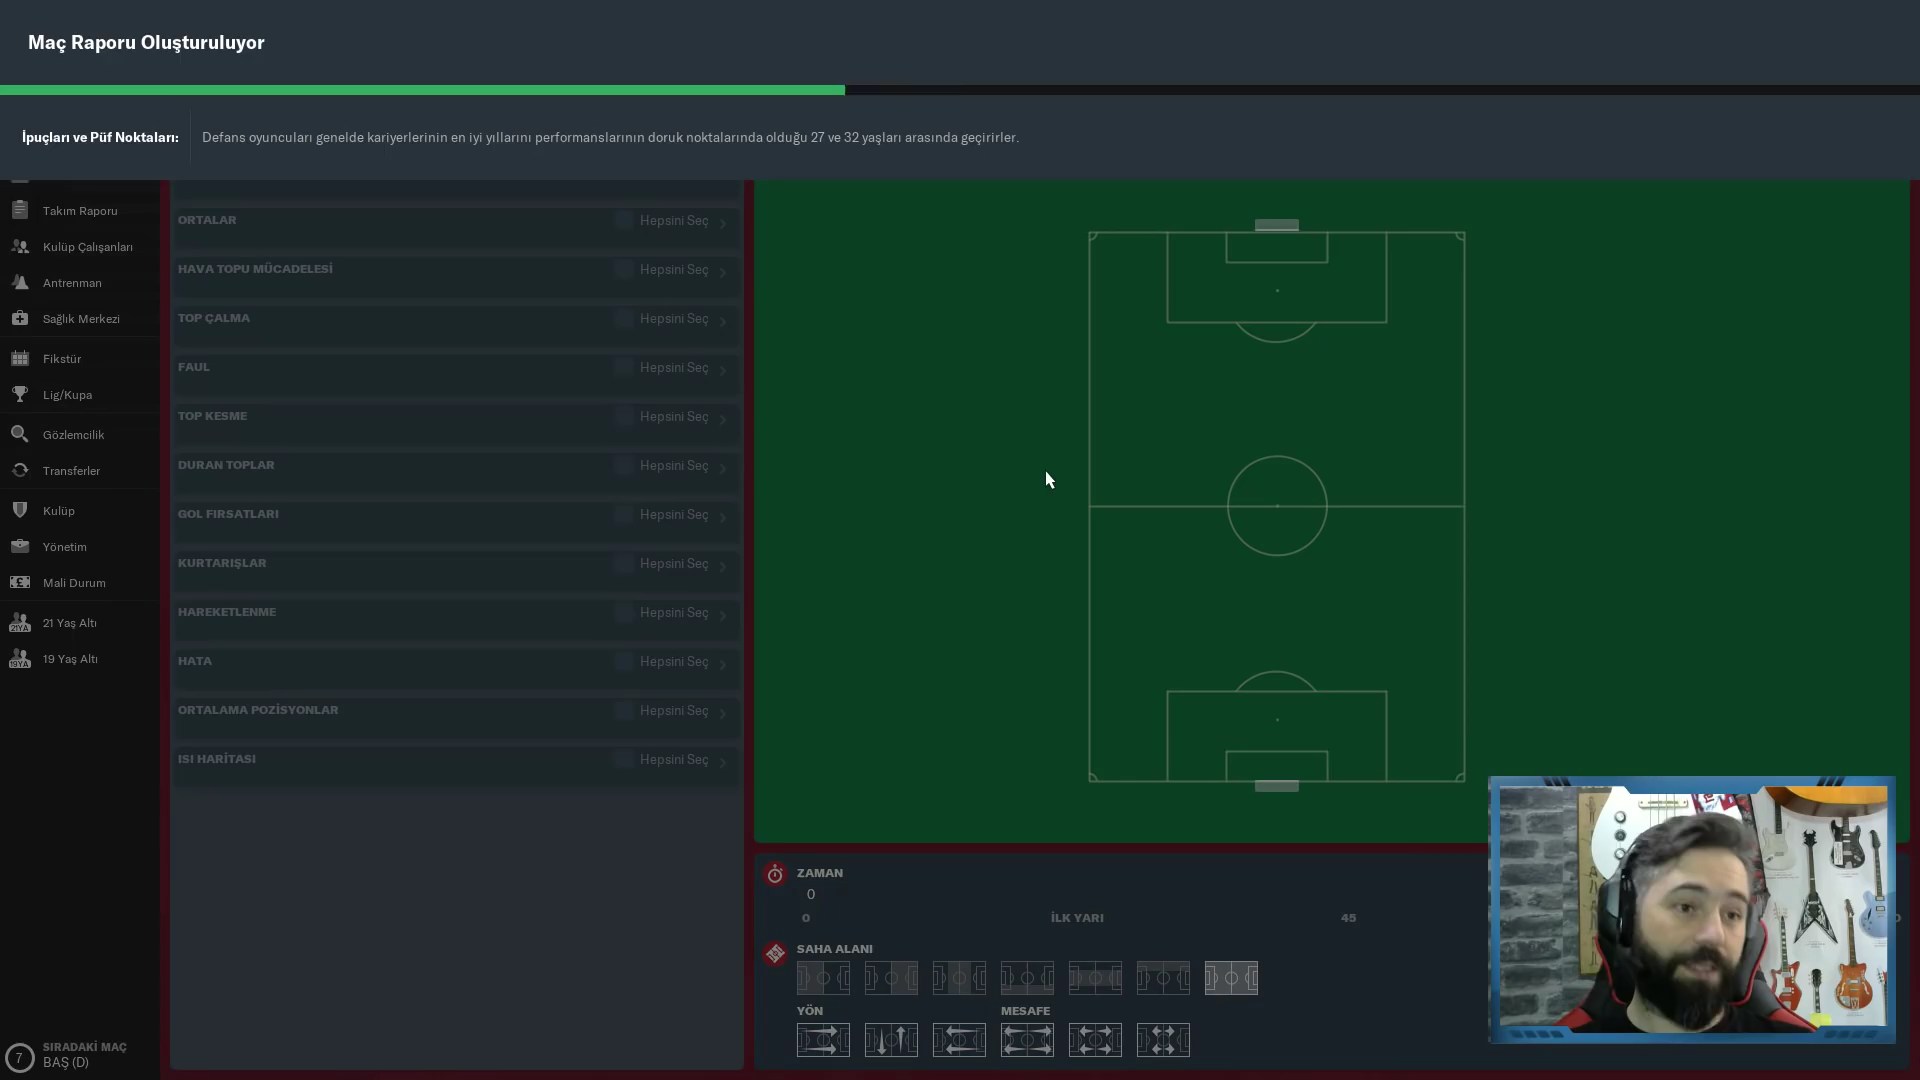 Maç Raporu Oluşturuluyor
İpuçları ve Püf Noktaları:
Defans oyuncuları genelde kariyerlerinin en iyi yıllarını performanslarının doruk noktalarında olduğu 27 ve 32 yaşları arasında geçirirler.
Takım Raporu
Kulüp Çalışanları
Antrenman
Sağlık Merkezi
Fikstür
Lig/Kupa
Gözlemcilik
Transferler
Kulüp
Yönetim
Mali Durum
21YA
21 Yaş Altı
19YA
19 Yaş Altı
7
SIRADAKİ MAÇ
BAŞ (D)
ORTALAR Hepsini Seç
HAVA TOPU MÜCADELESİ Hepsini Seç
TOP ÇALMA Hepsini Seç
FAUL Hepsini Seç
TOP KESME Hepsini Seç
DURAN TOPLAR Hepsini Seç
GOL FIRSATLARI Hepsini Seç
KURTARIŞLAR Hepsini Seç
HAREKETLENME Hepsini Seç
HATA Hepsini Seç
ORTALAMA POZİSYONLAR Hepsini Seç
ISI HARİTASI Hepsini Seç
ZAMAN
0
0 İLK YARI 45
SAHA ALANI
YÖN MESAFE